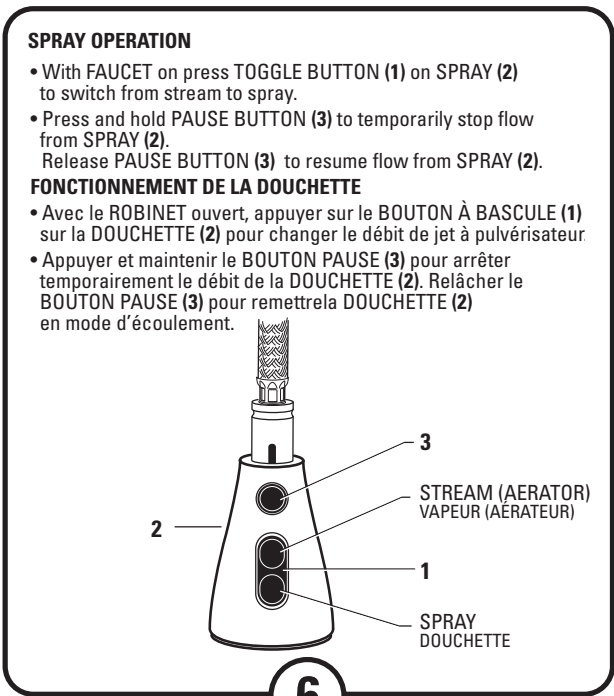 SPRAY OPERATION
• With FAUCET on press TOGGLE BUTTON (1) on SPRAY (2)
to switch from stream to spray.
• Press and hold PAUSE BUTTON (3) to temporarily stop flow
from SPRAY (2).
Release PAUSE BUTTON (3) to resume flow from SPRAY (2).
FONCTIONNEMENT DE LA DOUCHETTE
• Avec le ROBINET ouvert, appuyer sur le BOUTON À BASCULE (1)
sur la DOUCHETTE (2) pour changer le débit de jet à pulvérisateur.
• Appuyer et maintenir le BOUTON PAUSE (3) pour arrêter
temporairement le débit de la DOUCHETTE (2). Relâcher le
BOUTON PAUSE (3) pour remettrela DOUCHETTE (2)
en mode d'écoulement.
3
STREAM (AERATOR)
VAPEUR (AÉRATEUR)
2
1
SPRAY
DOUCHETTE
6